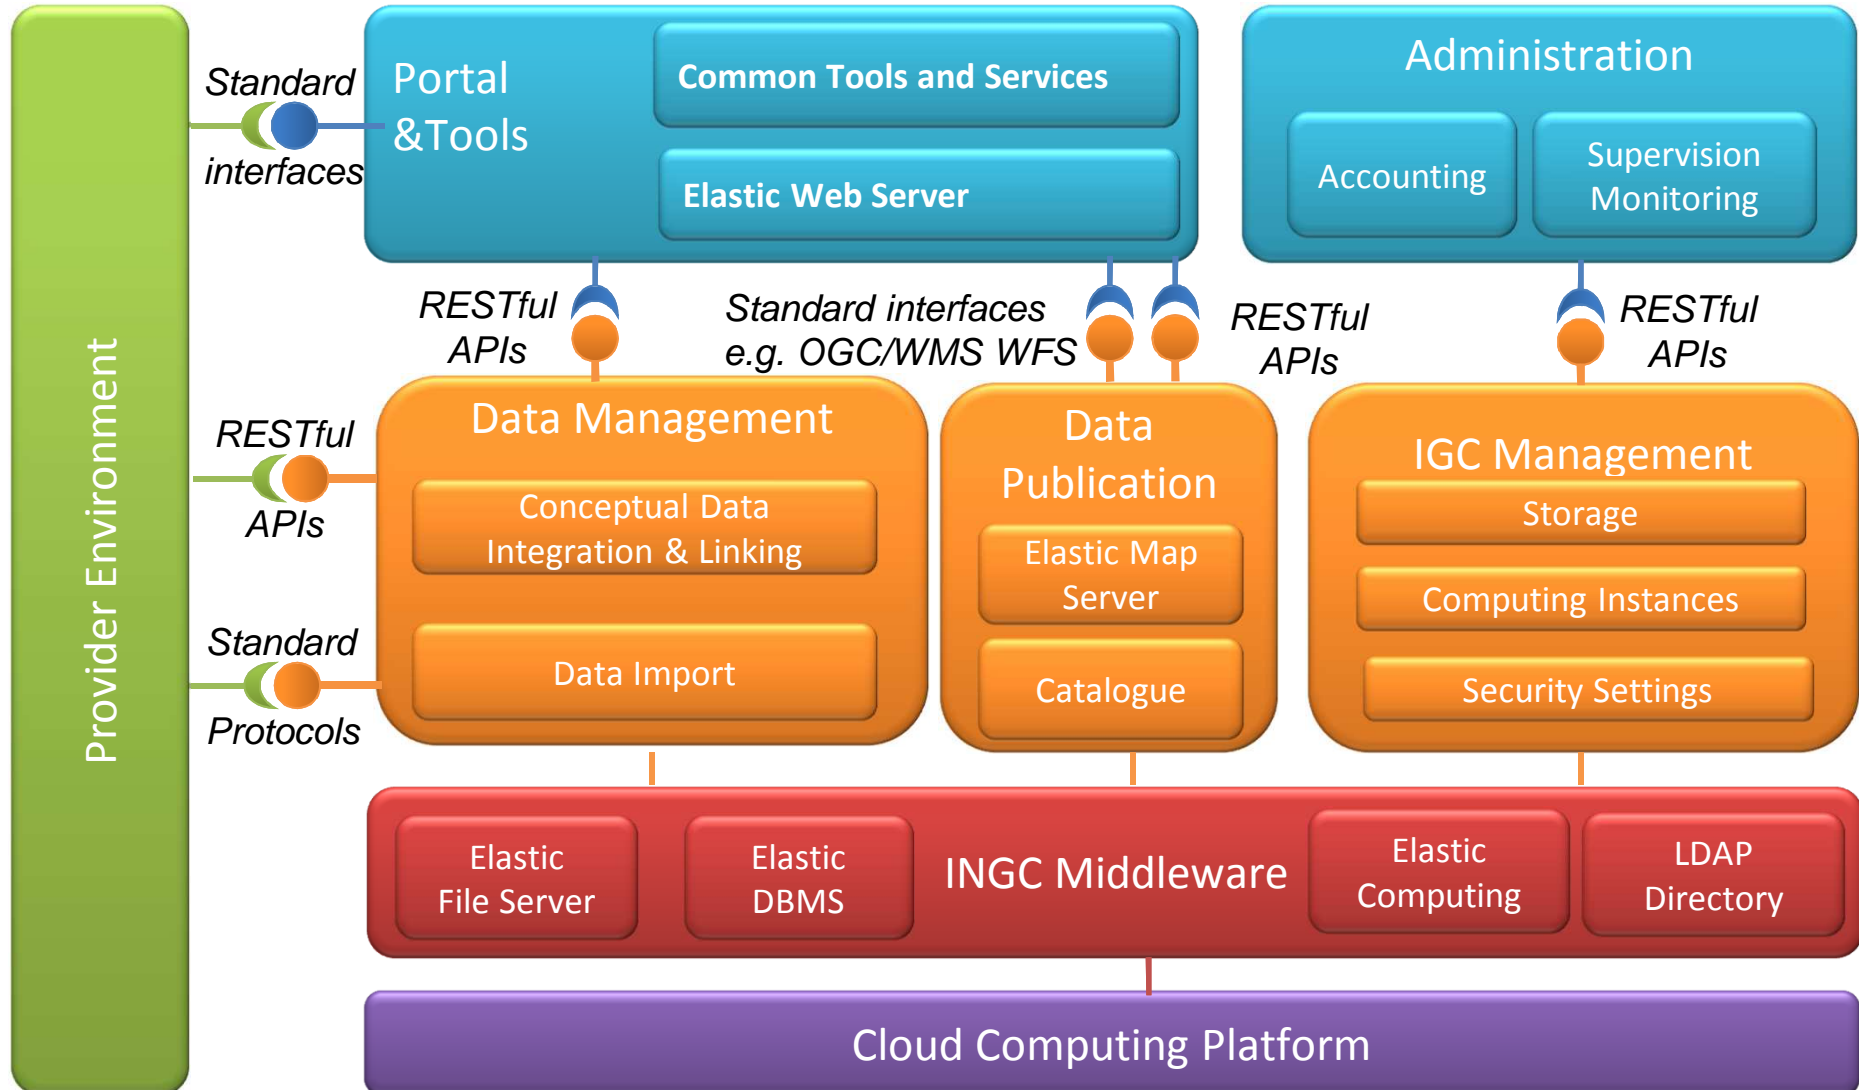 Provider Environment
Standard
interfaces
Portal
&Tools
Common Tools and Services
Elastic Web Server
Administration
Accounting
Supervision
Monitoring
RESTful
APIs
Standard interfaces
e.g. OGC/WMS WFS
RESTful
APIs
RESTful
APIs
RESTful
APIs
Standard
Protocols
Data Management
Conceptual Data
Integration & Linking
Data Import
Data
Publication
Elastic Map
Server
Catalogue
IGC Management
Storage
Computing Instances
Security Settings
Elastic
File Server
Elastic
DBMS
INGC Middleware
Elastic
Computing
LDAP
Directory
Cloud Computing Platform